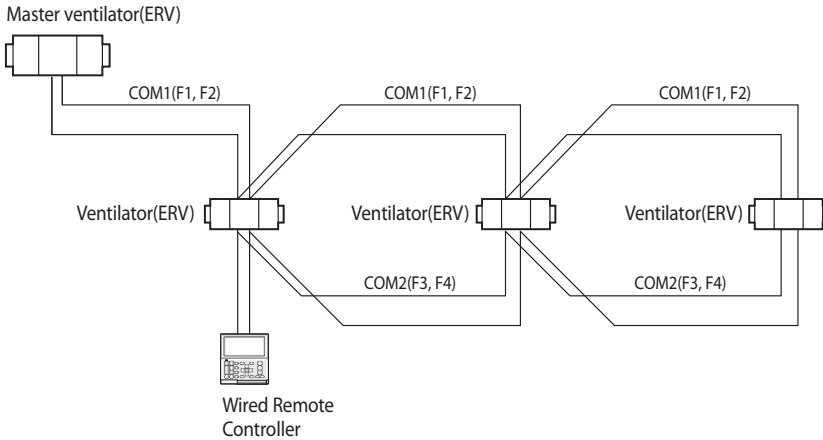 Master ventilator(ERV)
COM1(F1, F2)
COM1(F1, F2)
COM1(F1, F2)
Ventilator(ERV)
Ventilator(ERV)
Ventilator(ERV)
COM2(F3, F4)
COM2(F3, F4)
Wired Remote
Controller